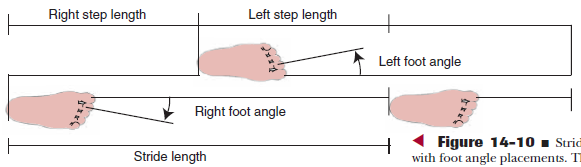 Right step length
Left step length
Left foot angle
Right foot angle
Stride length
◀ Figure 14-10 ■
with foot angle placements.